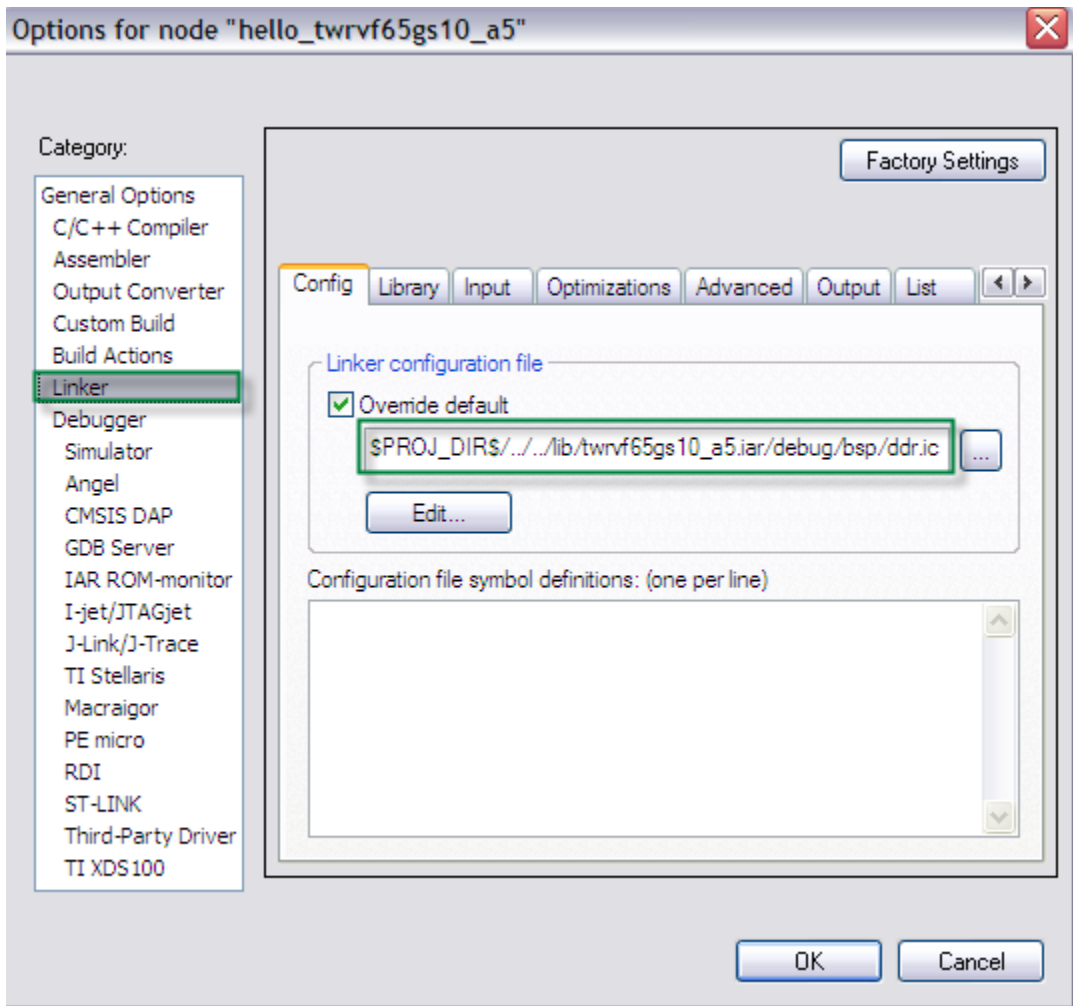 Options for node "hello_twrvf65gs10_a5"
Category:
General Options
C/C++ Compiler
Assembler
Output Converter
Custom Build
Build Actions
Linker
Debugger
Simulator
Angel
CMSIS DAP
GDB Server
IAR ROM-monitor
I-jet/JTAGjet
J-Link/J-Trace
TI Stellaris
Macraigor
PE micro
RDI
ST-LINK
Third-Party Driver
TI XDS100
Factory Settings
Config Library Input Optimizations Advanced Output List
Linker configuration file
Override default
$PROJ_DIR$/../../lib/twrvf65gs10_a5.iar/debug/bsp/ddr.ic
...
Edit...
Configuration file symbol definitions: (one per line)
OK Cancel